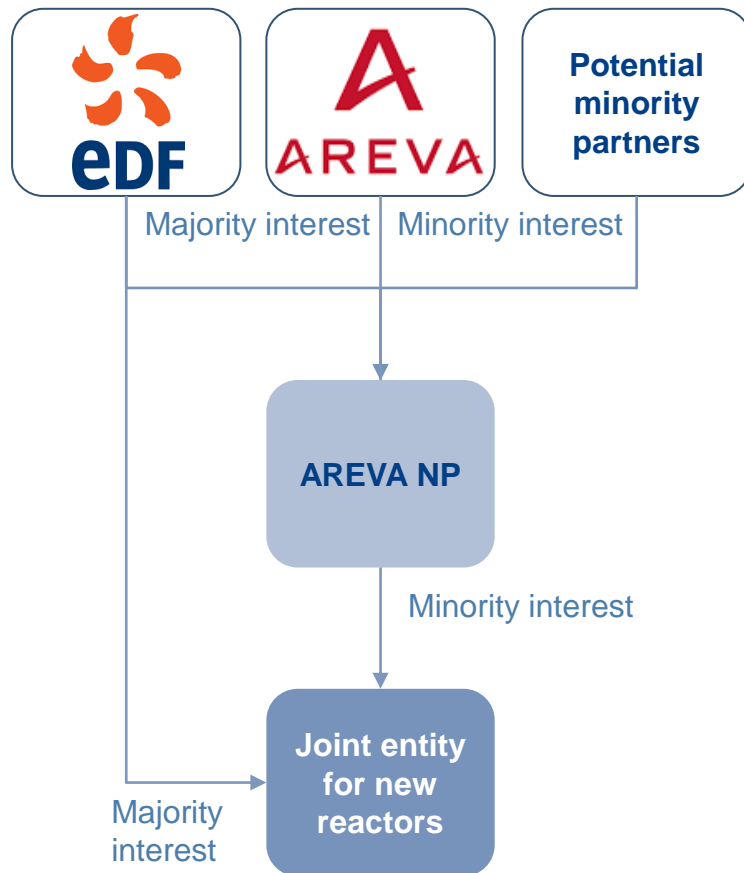 eDF
AREVA
Potential
minority
partners
Majority interest
Minority interest
AREVA NP
Minority interest
Joint entity
for new
reactors
Majority
interest